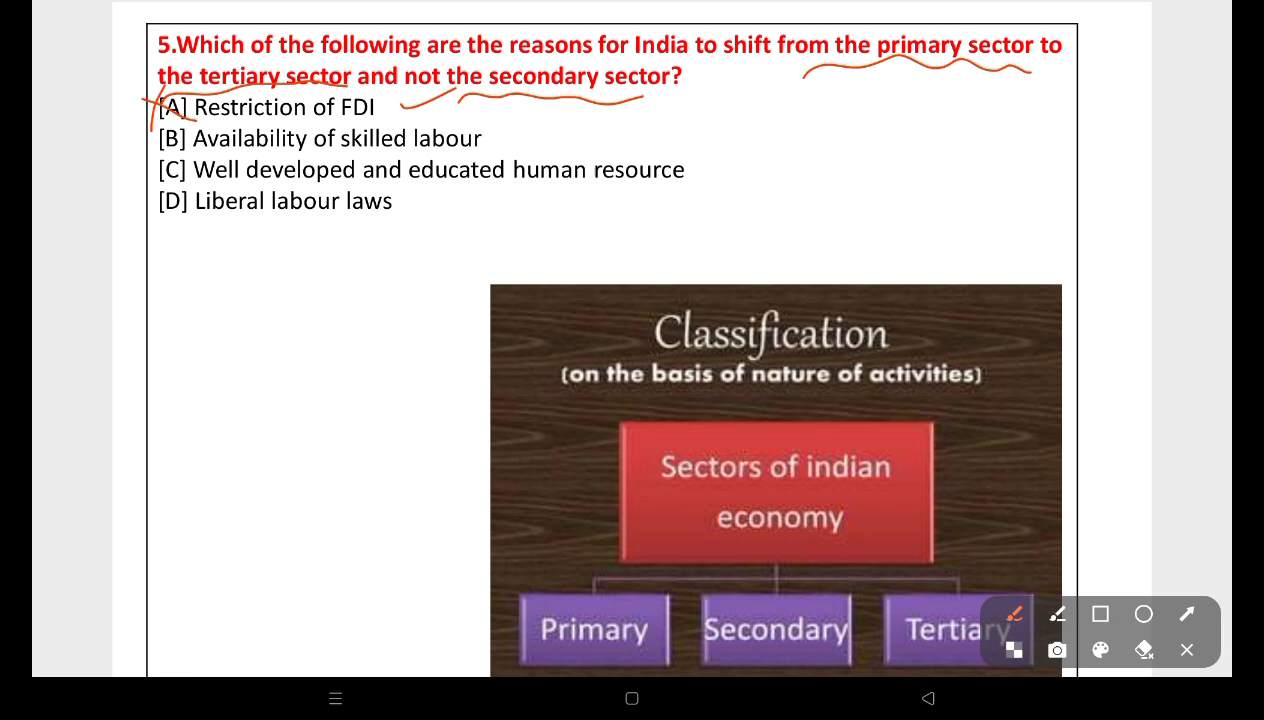 5.Which of the following are the reasons for India to shift from the primary sector to
the tertiary sector and not the secondary sector?
[A] Restriction of FDI
[B] Availability of skilled labour
[C] Well developed and educated human resource
[D] Liberal labour laws
Classification
(on the basis of nature of activities)
Sectors of indian
economy
Primary Secondary Tertiary